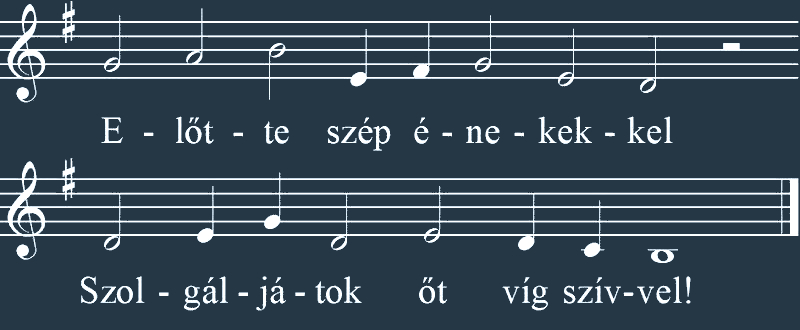 E - lőt - te szép é - ne - kek - kel
Szol - gál - já - tok őt víg szív-vel!